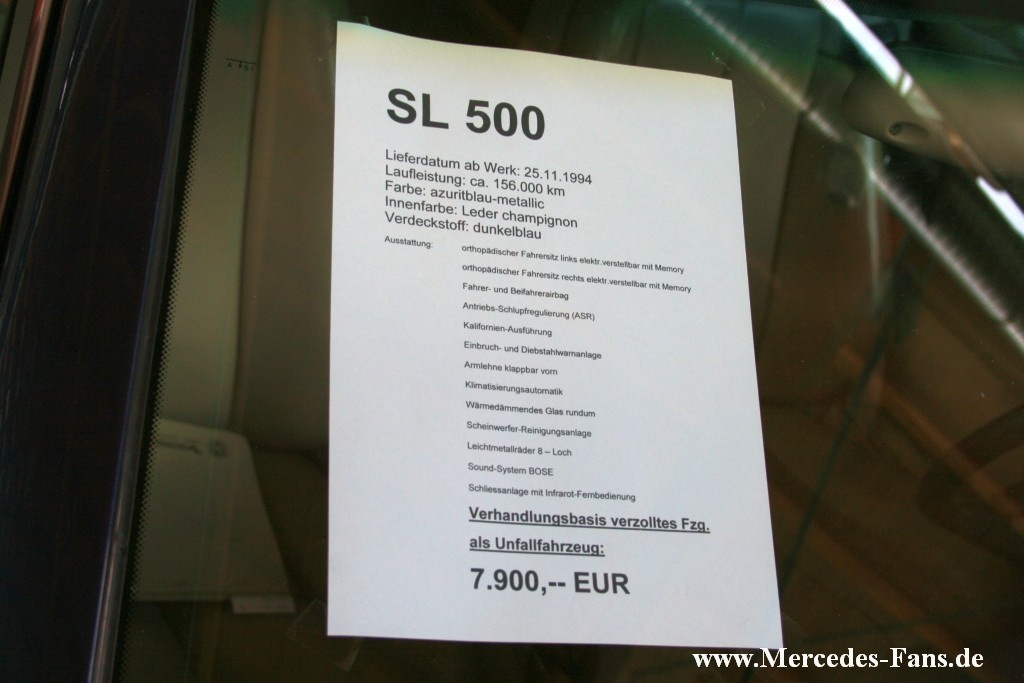 SL 500
Lieferdatum ab Werk: 25.11.1994
Laufleistung: ca. 156.000 km
Farbe: azuritblau-metallic
Innenfarbe: Leder champignon
Verdeckstoff: dunkelblau
Ausstattung: orthopädischer Fahrersitz links elektr.verstellbar mit Memory
orthopädischer Fahrersitz rechts elektr.verstellbar mit Memory
Fahrer- und Beifahrerairbag
Antriebs-Schlupfregulierung (ASR)
Kalifornien-Ausführung
Einbruch- und Diebstahlwarnanlage
Armlehne klappbar vorn
Klimatisierungsautomatik
Wärmedämmendes Glas rundum
Scheinwerfer-Reinigungsanlage
Leichtmetallräder 8 – Loch
Sound-System BOSE
Schliessanlage mit Infrarot-Fernbedienung
Verhandlungsbasis verzolltes Fzg.
als Unfallfahrzeug:
7.900,-- EUR
www.Mercedes-Fans.de